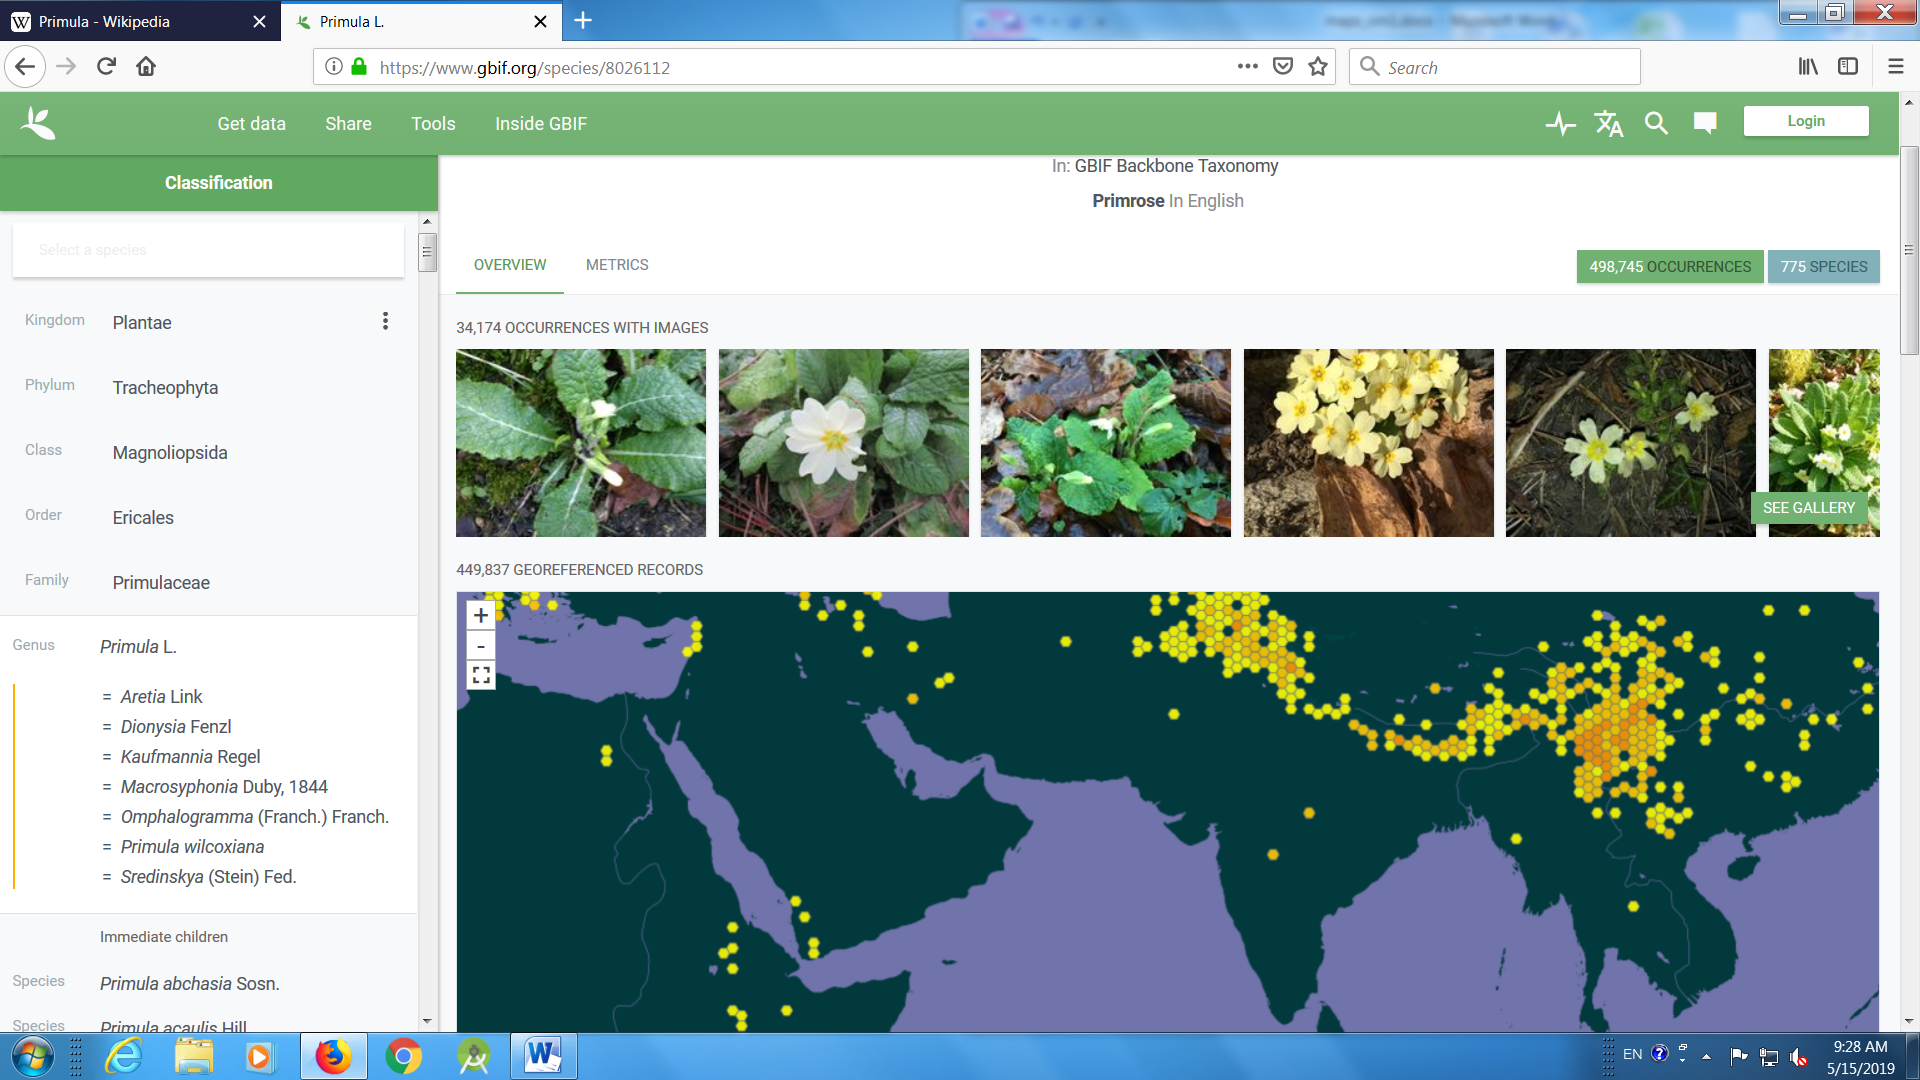 Primula - Wikipedia
Primula L.
https://www.gbif.org/species/8026112
Search
Get data
Share
Tools
Inside GBIF
Login
Classification
Select a species
Kingdom Plantae
Phylum Tracheophyta
Class Magnoliopsida
Order Ericales
Family Primulaceae
Genus Primula L.
= Aretia Link
= Dionysia Fenzl
= Kaufmannia Regel
= Macrosyphonia Duby, 1844
= Omphalogramma (Franch.) Franch.
= Primula wilcoxiana
= Sredinskya (Stein) Fed.
Immediate children
Species Primula abchasia Sosn.
Species Primula acaulis Hill
In: GBIF Backbone Taxonomy
Primrose In English
OVERVIEW
METRICS
498,745 OCCURRENCES
775 SPECIES
34,174 OCCURRENCES WITH IMAGES
SEE GALLERY
449,837 GEOREFERENCED RECORDS
+
-
EN
9:28 AM
5/15/2019